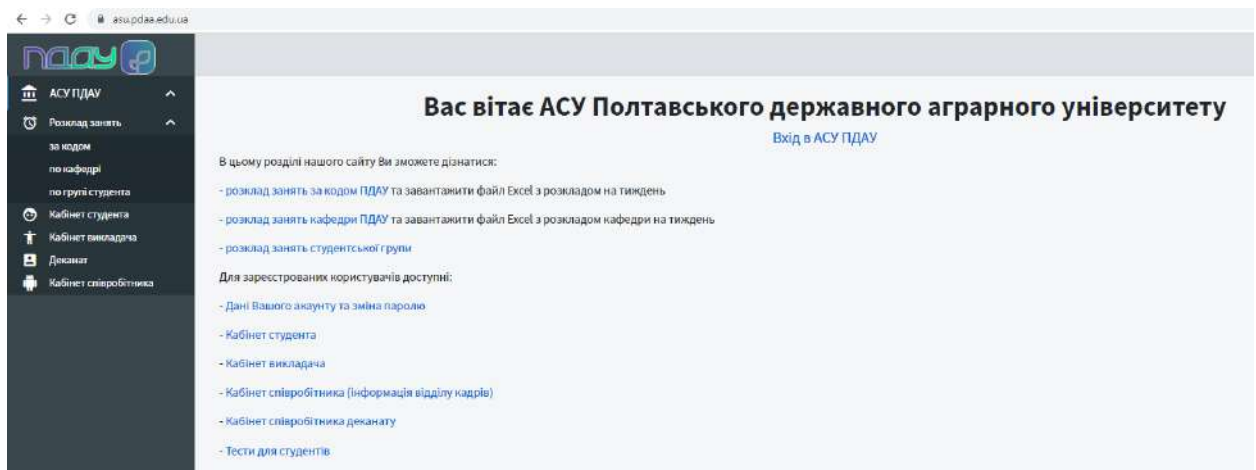 asu.pdaa.edu.ua
ПДАУ
АСУ ПДАУ
Розклад занять
за кодом
по кафедрі
по групі студента
Кабінет студента
Кабінет викладача
Деканат
Кабінет співробітника
Вас вітає АСУ Полтавського державного аграрного університету
Вхід в АСУ ПДАУ
В цьому розділі нашого сайту Ви зможете дізнатися:
- розклад занять за кодом ПДАУ та завантажити файл Excel з розкладом на тиждень
- розклад занять кафедри ПДАУ та завантажити файл Excel з розкладом кафедри на тиждень
- розклад занять студентської групи
Для зареєстрованих користувачів доступні:
- Дані Вашого акаунту та зміна паролю
- Кабінет студента
- Кабінет викладача
- Кабінет співробітника (інформація відділу кадрів)
- Кабінет співробітника деканату
- Тести для студентів